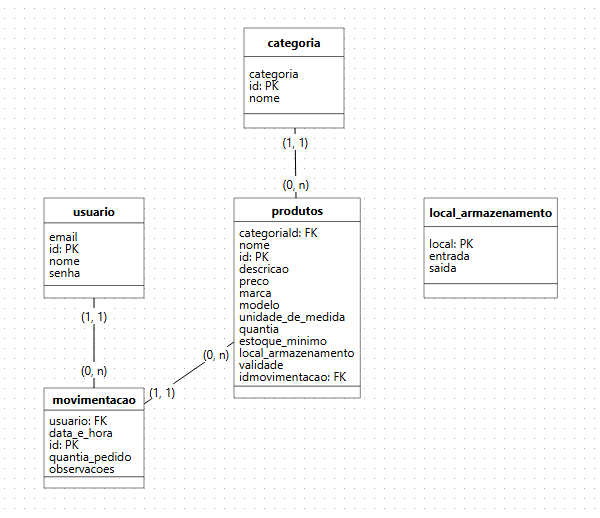 categoria
categoria
id: PK
nome
(1, 1)
(0, n)
usuario
email
id: PK
nome
senha
(1, 1)
(0, n)
produtos
categoriaId: FK
nome
id: PK
descricao
preco
marca
modelo
unidade_de_medida
quantia
estoque_minimo
local_armazenamento
validade
idmovimentacao: FK
local_armazenamento
local: PK
entrada
saida
(0, n)
(1, 1)
movimentacao
usuario: FK
data_e_hora
id: PK
quantia_pedido
observacoes